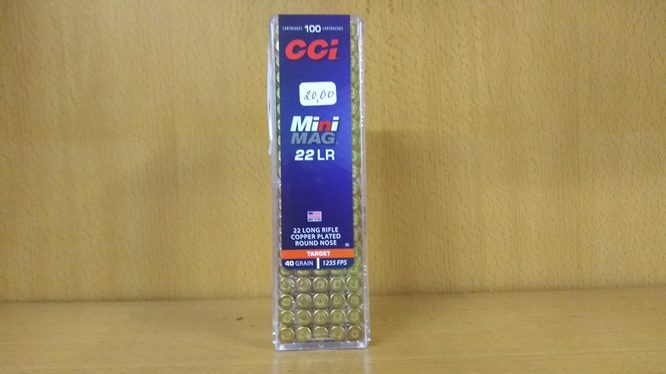 CARTRIDGES 100 CARTOUCHES
CCI
20,00
Mini
MAG.
22 LR
22 LONG RIFLE
COPPER PLATED
ROUND NOSE
TARGET
40 GRAIN 1235 FPS